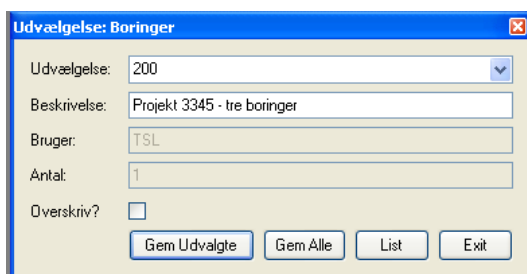 Udvælgelse: Boringer
Udvælgelse: 200
Beskrivelse: Projekt 3345 - tre boringer
Bruger: TSL
Antal: 1
Overskriv?
Gem Udvalgte Gem Alle List Exit